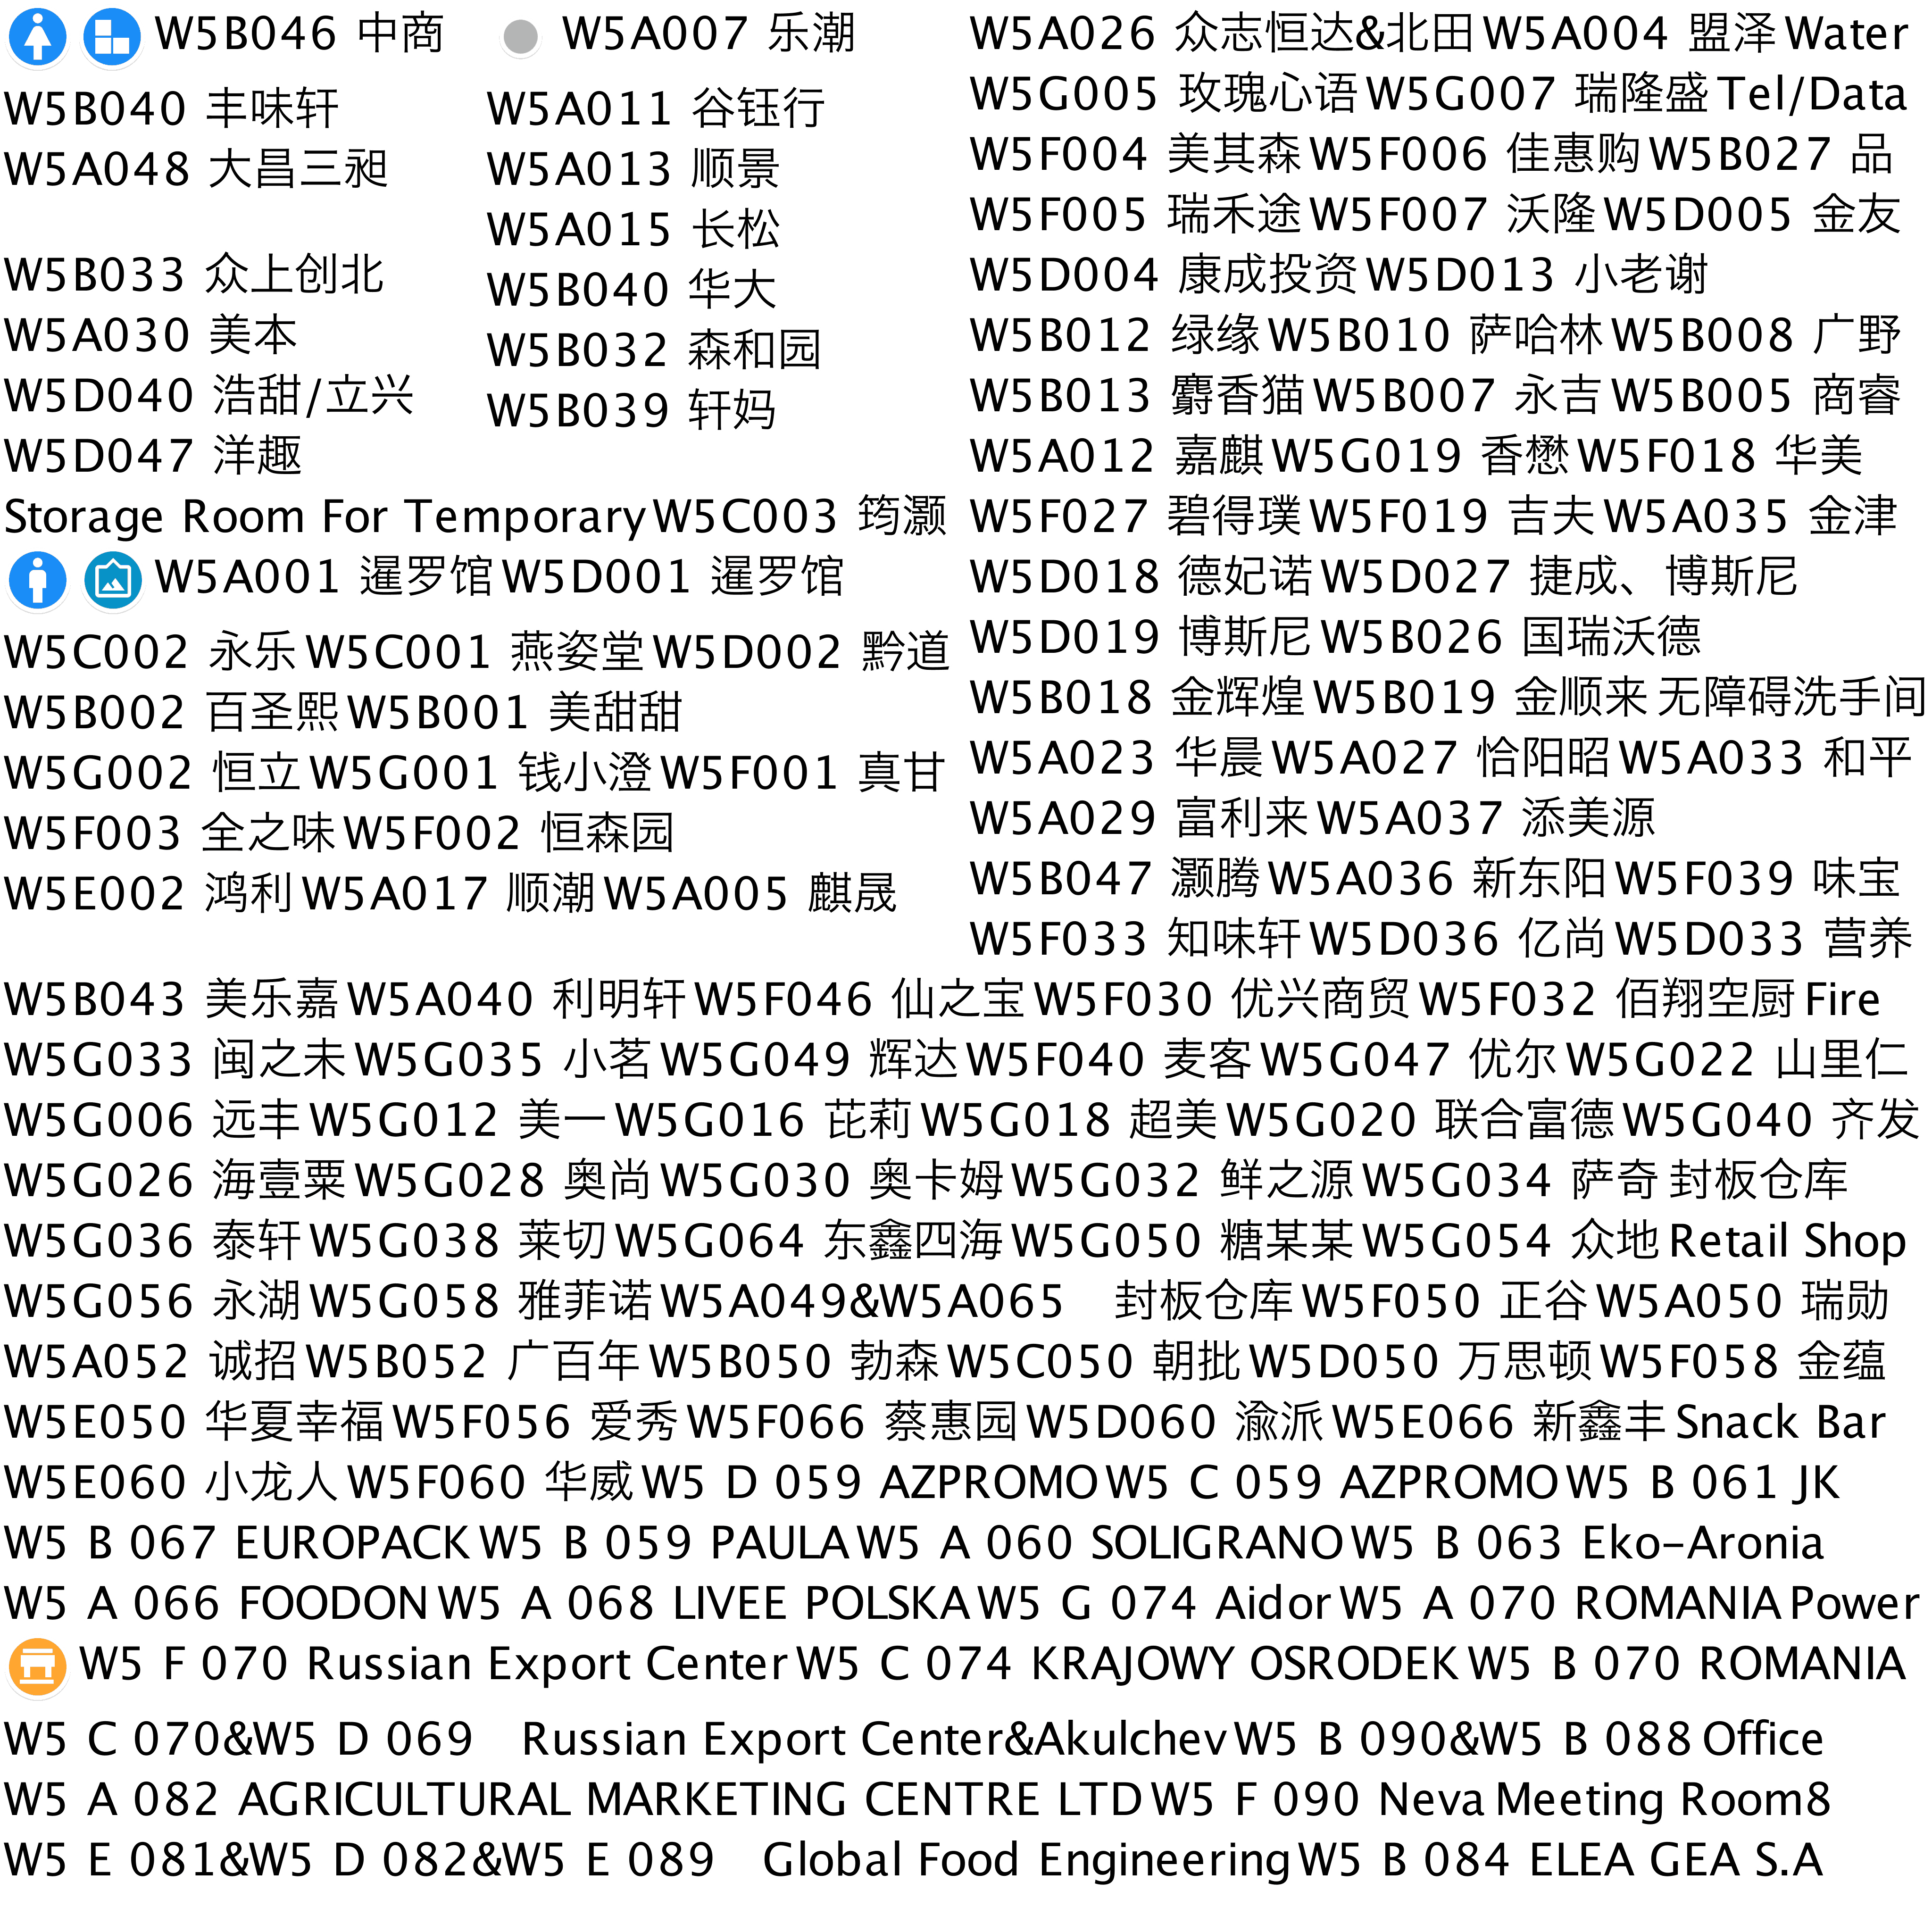 W5B046 中商
W5A007 乐潮
W5B040 丰味轩
W5A011 谷钰行
W5A048 大昌三昶
W5A013 顺景
W5A015 长松
W5B033 众上创北
W5B040 华大
W5A030 美本
W5B032 森和园
W5D040 浩甜/立兴
W5B039 轩妈
W5D047 洋趣
Storage Room For Temporary W5C003 筠灏
W5A001 暹罗馆 W5D001 暹罗馆
W5C002 永乐 W5C001 燕姿堂 W5D002 黔道
W5B002 百圣熙 W5B001 美甜甜
W5G002 恒立 W5G001 钱小澄 W5F001 真甘
W5F003 全之味 W5F002 恒森园
W5E002 鸿利 W5A017 顺潮 W5A005 麒晟
W5A026 众志恒达&北田 W5A004 盟泽 Water
W5G005 玫瑰心语 W5G007 瑞隆盛 Tel/Data
W5F004 美其森 W5F006 佳惠购 W5B027 品
W5F005 瑞禾途 W5F007 沃隆 W5D005 金友
W5D004 康成投资 W5D013 小老谢
W5B012 绿缘 W5B010 萨哈林 W5B008 广野
W5B013 麝香猫 W5B007 永吉 W5B005 商睿
W5A012 嘉麒 W5G019 香懋 W5F018 华美
W5F027 碧得璞 W5F019 吉夫 W5A035 金津
W5D018 德妃诺 W5D027 捷成、博斯尼
W5D019 博斯尼 W5B026 国瑞沃德
W5B018 金辉煌 W5B019 金顺来 无障碍洗手间
W5A023 华晨 W5A027 恰阳昭 W5A033 和平
W5A029 富利来 W5A037 添美源
W5B047 灏腾 W5A036 新东阳 W5F039 味宝
W5F033 知味轩 W5D036 亿尚 W5D033 营养
W5B043 美乐嘉 W5A040 利明轩 W5F046 仙之宝 W5F030 优兴商贸 W5F032 佰翔空厨 Fire
W5G033 闽之未 W5G035 小茗 W5G049 辉达 W5F040 麦客 W5G047 优尔 W5G022 山里仁
W5G006 远丰 W5G012 美一 W5G016 芘莉 W5G018 超美 W5G020 联合富德 W5G040 齐发
W5G026 海壹粟 W5G028 奥尚 W5G030 奥卡姆 W5G032 鲜之源 W5G034 萨奇 封板仓库
W5G036 泰轩 W5G038 莱切 W5G064 东鑫四海 W5G050 糖某某 W5G054 众地 Retail Shop
W5G056 永湖 W5G058 雅菲诺 W5A049&W5A065 封板仓库 W5F050 正谷 W5A050 瑞勋
W5A052 诚招 W5B052 广百年 W5B050 勃森 W5C050 朝批 W5D050 万思顿 W5F058 金蕴
W5E050 华夏幸福 W5F056 爱秀 W5F066 蔡惠园 W5D060 渝派 W5E066 新鑫丰 Snack Bar
W5E060 小龙人 W5F060 华威 W5 D 059 AZPROMO W5 C 059 AZPROMO W5 B 061 JK
W5 B 067 EUROPACK W5 B 059 PAULA W5 A 060 SOLIGRANO W5 B 063 Eko-Aronia
W5 A 066 FOODON W5 A 068 LIVEE POLSKA W5 G 074 Aidor W5 A 070 ROMANIA Power
W5 F 070 Russian Export Center W5 C 074 KRAJOWY OSRODEK W5 B 070 ROMANIA
W5 C 070&W5 D 069 Russian Export Center&Akulchev W5 B 090&W5 B 088 Office
W5 A 082 AGRICULTURAL MARKETING CENTRE LTD W5 F 090 Neva Meeting Room8
W5 E 081&W5 D 082&W5 E 089 Global Food Engineering W5 B 084 ELEA GEA S.A